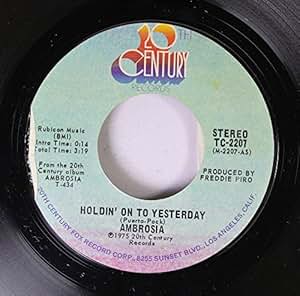 20TH
CENTURY
RECORDS
Rubicon Music
(BMI)
Intro Time: 0:14
Total Time: 3:19
From the 20th
Century album
AMBROSIA
T-434
STEREO
TC-2207
(M-2207-A5)
PRODUCED BY
FREDDIE PIRO
HOLDIN' ON TO YESTERDAY
(Puerta-Pack)
AMBROSIA
℗1975 20th Century
Records
20TH CENTURY FOX RECORD CORP., 8255 SUNSET BLVD., LOS ANGELES, CALIF.